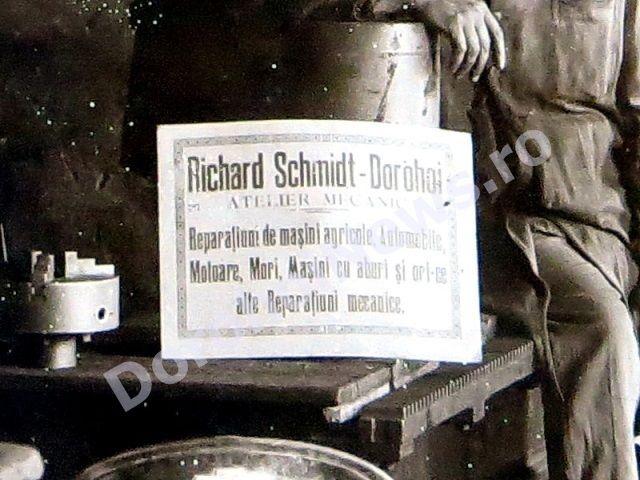 Richard Schmidt-Dorohoi
ATELIER MECANIC
Reparațiuni de mașini agricole, Automobile,
Motoare, Mori, Mașini cu aburi și ori-ce
alte Reparațiuni mecanice.